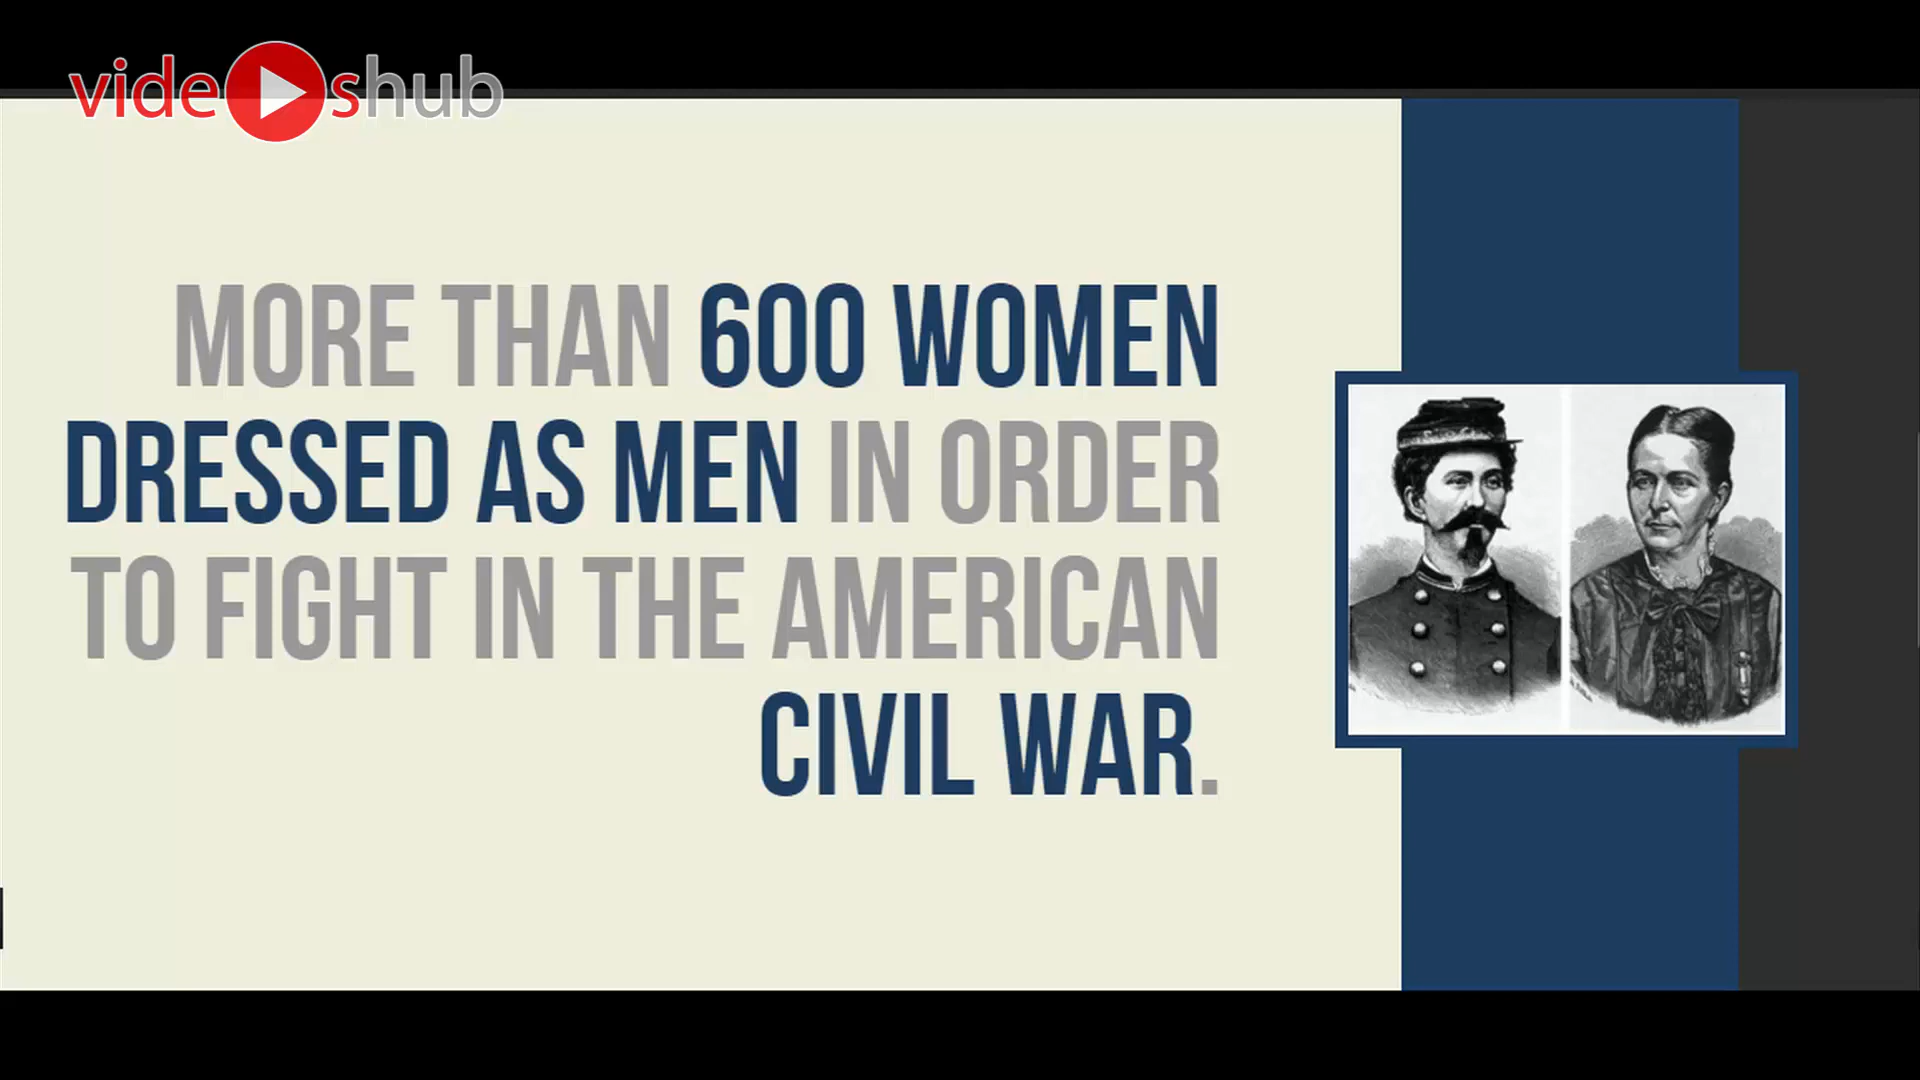 videoshub
MORE THAN 600 WOMEN
DRESSED AS MEN IN ORDER
TO FIGHT IN THE AMERICAN
CIVIL WAR.